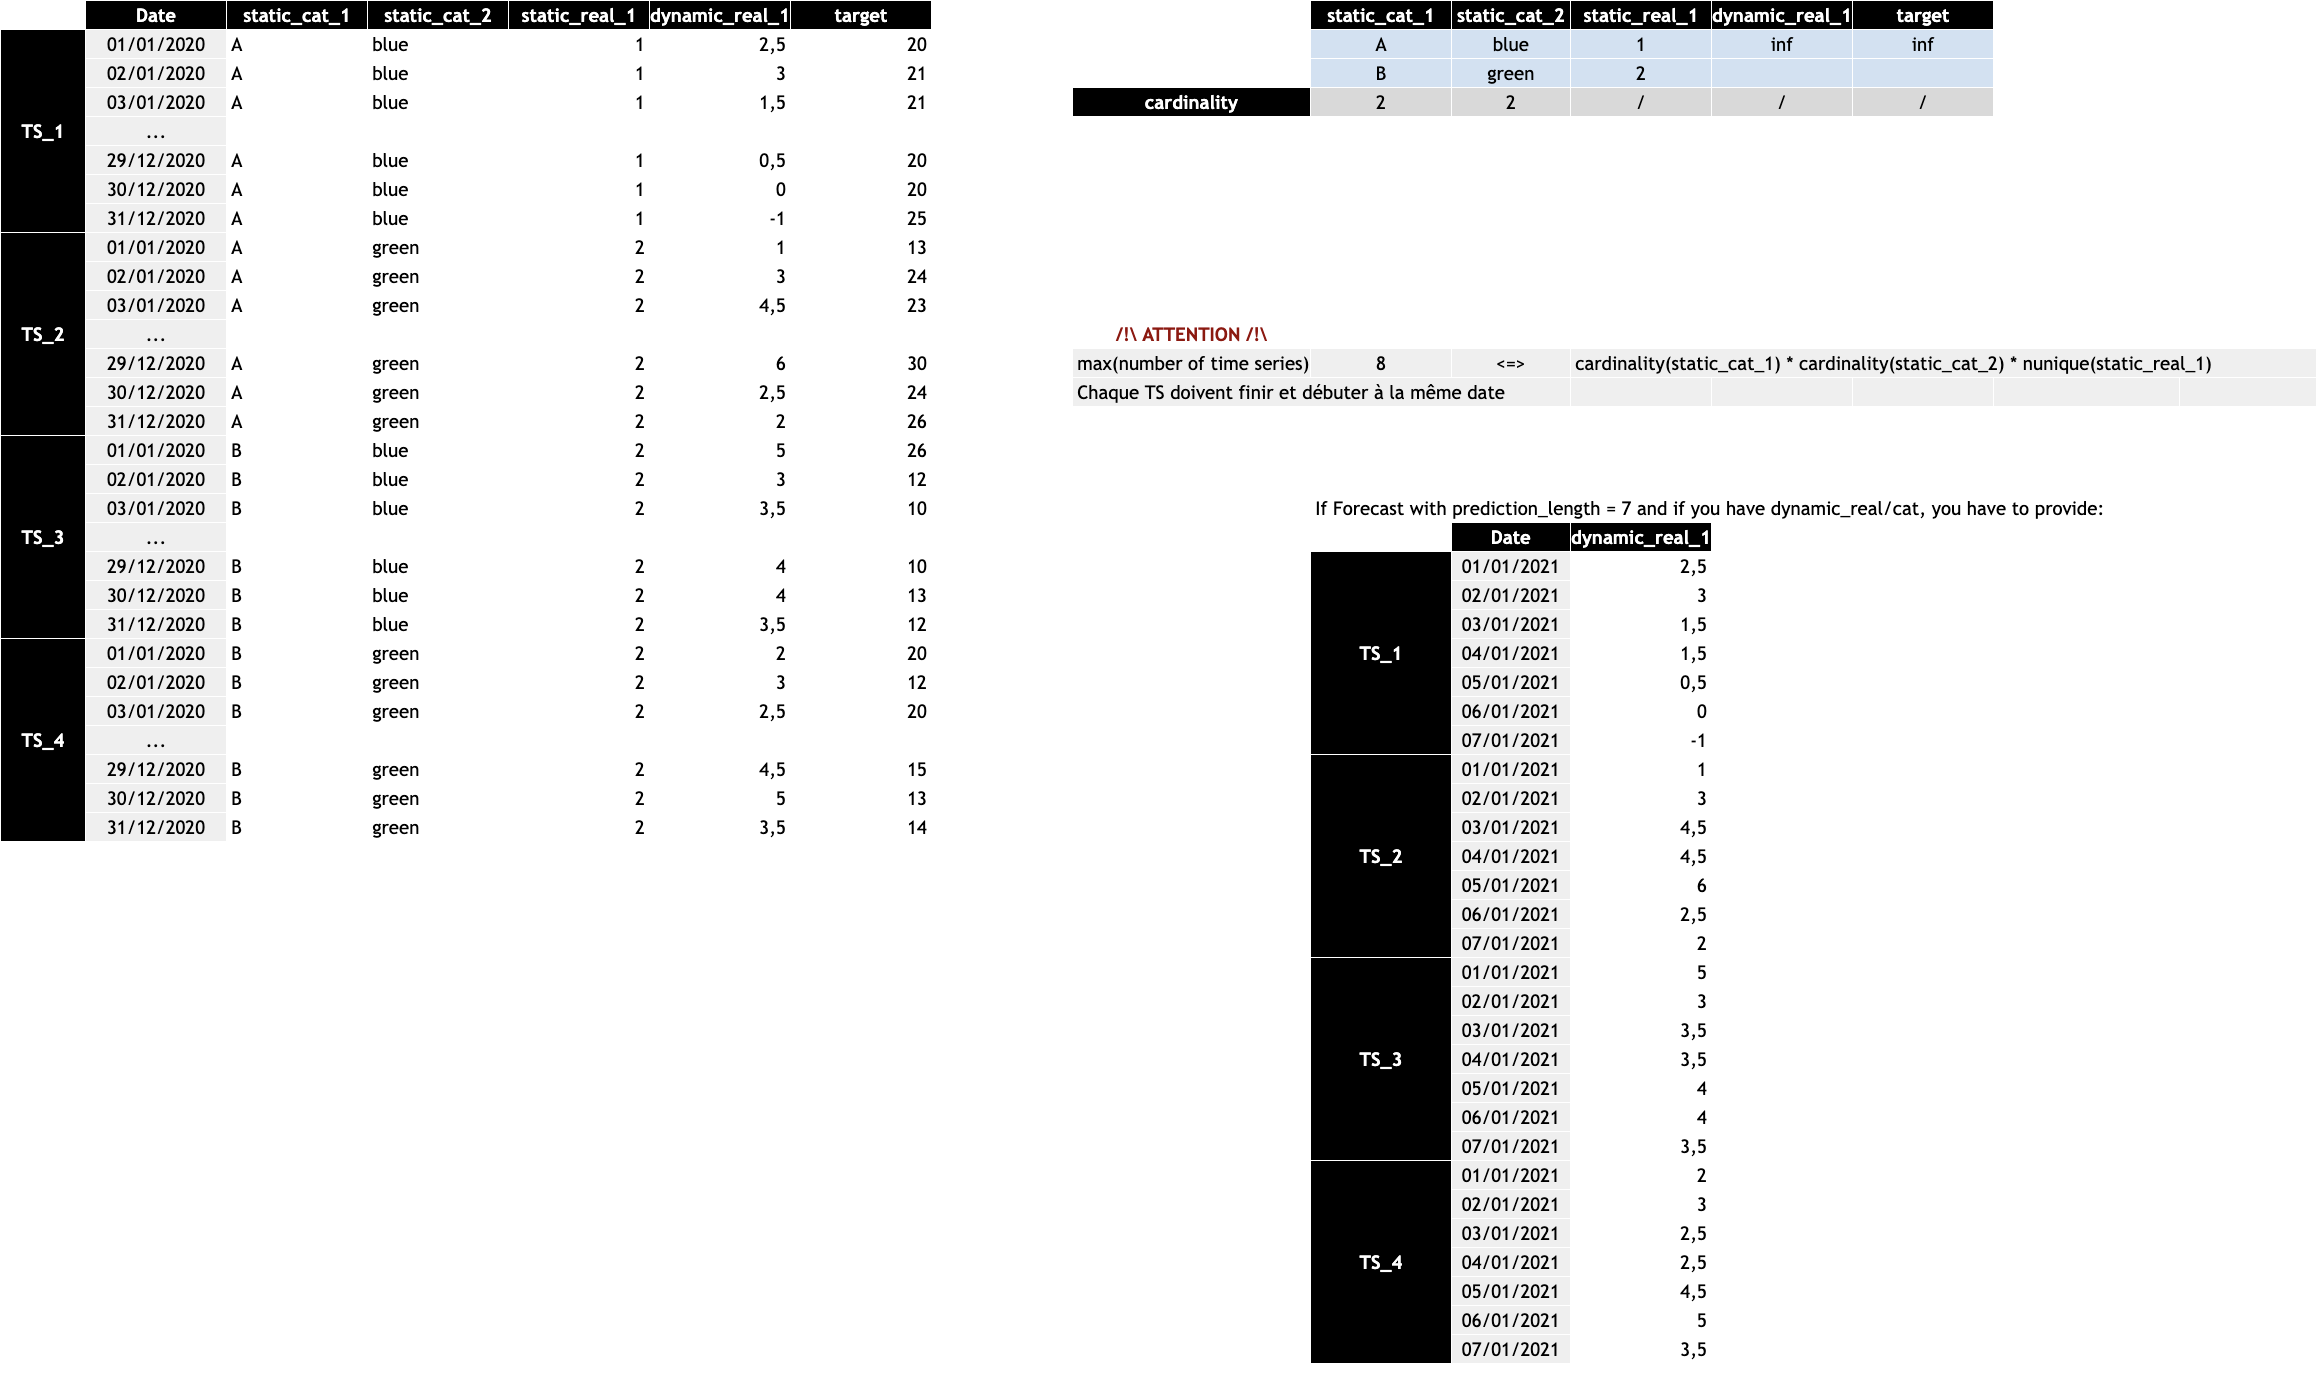 Date static_cat_1 static_cat_2 static_real_1 dynamic_real_1 target
01/01/2020 A blue 1 2,5 20
02/01/2020 A blue 1 3 21
03/01/2020 A blue 1 1,5 21
TS_1 ...
29/12/2020 A blue 1 0,5 20
30/12/2020 A blue 1 0 20
31/12/2020 A blue 1 -1 25
01/01/2020 A green 2 1 13
02/01/2020 A green 2 3 24
03/01/2020 A green 2 4,5 23
TS_2 ...
29/12/2020 A green 2 6 30
30/12/2020 A green 2 2,5 24
31/12/2020 A green 2 2 26
01/01/2020 B blue 2 5 26
02/01/2020 B blue 2 3 12
03/01/2020 B blue 2 3,5 10
TS_3 ...
29/12/2020 B blue 2 4 10
30/12/2020 B blue 2 4 13
31/12/2020 B blue 2 3,5 12
01/01/2020 B green 2 2 20
02/01/2020 B green 2 3 12
03/01/2020 B green 2 2,5 20
TS_4 ...
29/12/2020 B green 2 4,5 15
30/12/2020 B green 2 5 13
31/12/2020 B green 2 3,5 14
static_cat_1 static_cat_2 static_real_1 dynamic_real_1 target
A blue 1 inf inf
B green 2
cardinality 2 2 / / /
/!\ ATTENTION /!\
max(number of time series) 8 <=> cardinality(static_cat_1) * cardinality(static_cat_2) * nunique(static_real_1)
Chaque TS doivent finir et débuter à la même date
If Forecast with prediction_length = 7 and if you have dynamic_real/cat, you have to provide:
Date dynamic_real_1
01/01/2021 2,5
02/01/2021 3
03/01/2021 1,5
TS_1 04/01/2021 1,5
05/01/2021 0,5
06/01/2021 0
07/01/2021 -1
01/01/2021 1
02/01/2021 3
03/01/2021 4,5
TS_2 04/01/2021 4,5
05/01/2021 6
06/01/2021 2,5
07/01/2021 2
01/01/2021 5
02/01/2021 3
03/01/2021 3,5
TS_3 04/01/2021 3,5
05/01/2021 4
06/01/2021 4
07/01/2021 3,5
01/01/2021 2
02/01/2021 3
03/01/2021 2,5
TS_4 04/01/2021 2,5
05/01/2021 4,5
06/01/2021 5
07/01/2021 3,5